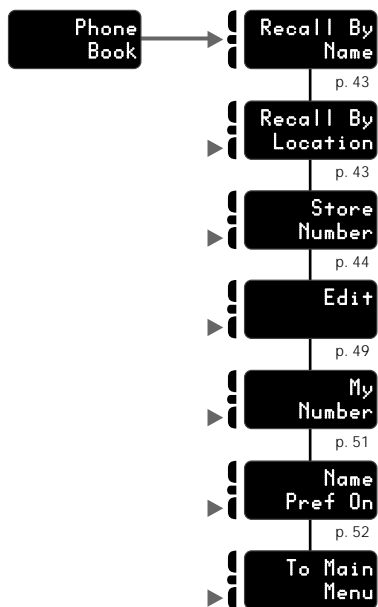 Phone
Book
Recall By
Name
p. 43
Recall By
Location
p. 43
Store
Number
p. 44
Edit
p. 49
My
Number
p. 51
Name
Pref On
p. 52
To Main
Menu